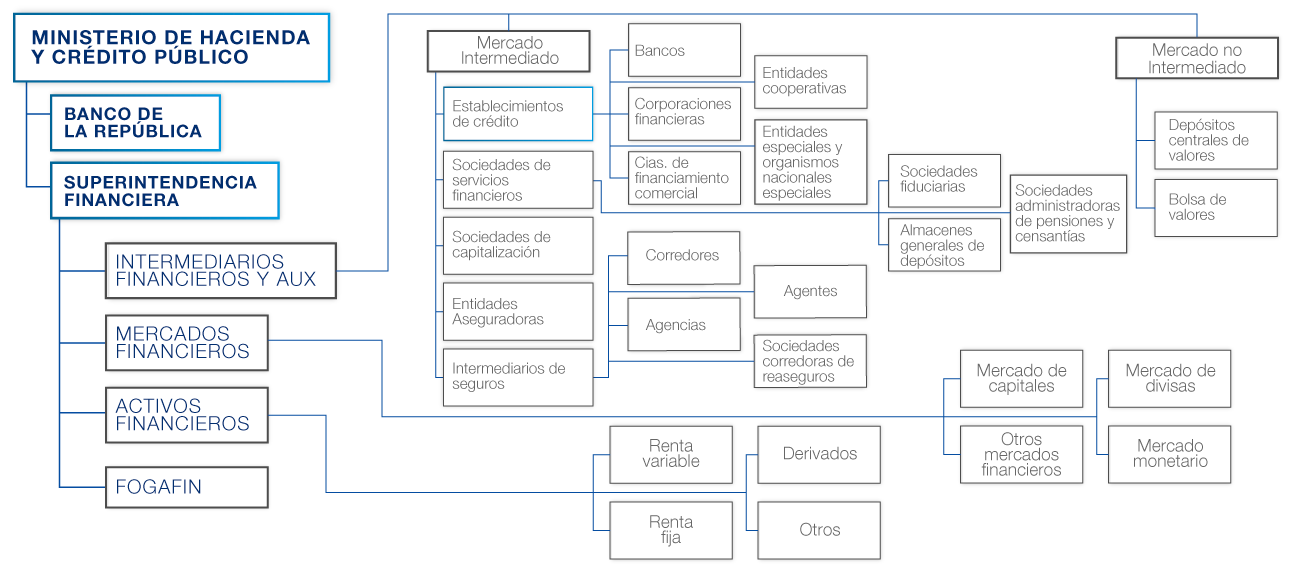 MINISTERIO DE HACIENDA
Y CRÉDITO PÚBLICO
BANCO DE
LA REPÚBLICA
SUPERINTENDENCIA
FINANCIERA
INTERMEDIARIOS
FINANCIEROS Y AUX
MERCADOS
FINANCIEROS
ACTIVOS
FINANCIEROS
FOGAFIN
Mercado
Intermediado
Establecimientos
de crédito
Sociedades de
servicios
financieros
Sociedades de
capitalización
Entidades
Aseguradoras
Intermediarios de
seguros
Bancos
Corporaciones
financieras
Cias. de
financiamiento
comercial
Entidades
cooperativas
Entidades
especiales y
organismos
nacionales
especiales
Sociedades
fiduciarias
Almacenes
generales de
depósitos
Sociedades
administradoras
de pensiones y
censantías
Corredores
Agencias
Agentes
Sociedades
corredoras de
reaseguros
Mercado no
Intermediado
Depósitos
centrales de
valores
Bolsa de
valores
Mercado de
capitales
Otros
mercados
financieros
Mercado de
divisas
Mercado
monetario
Renta
variable
Renta
fija
Derivados
Otros